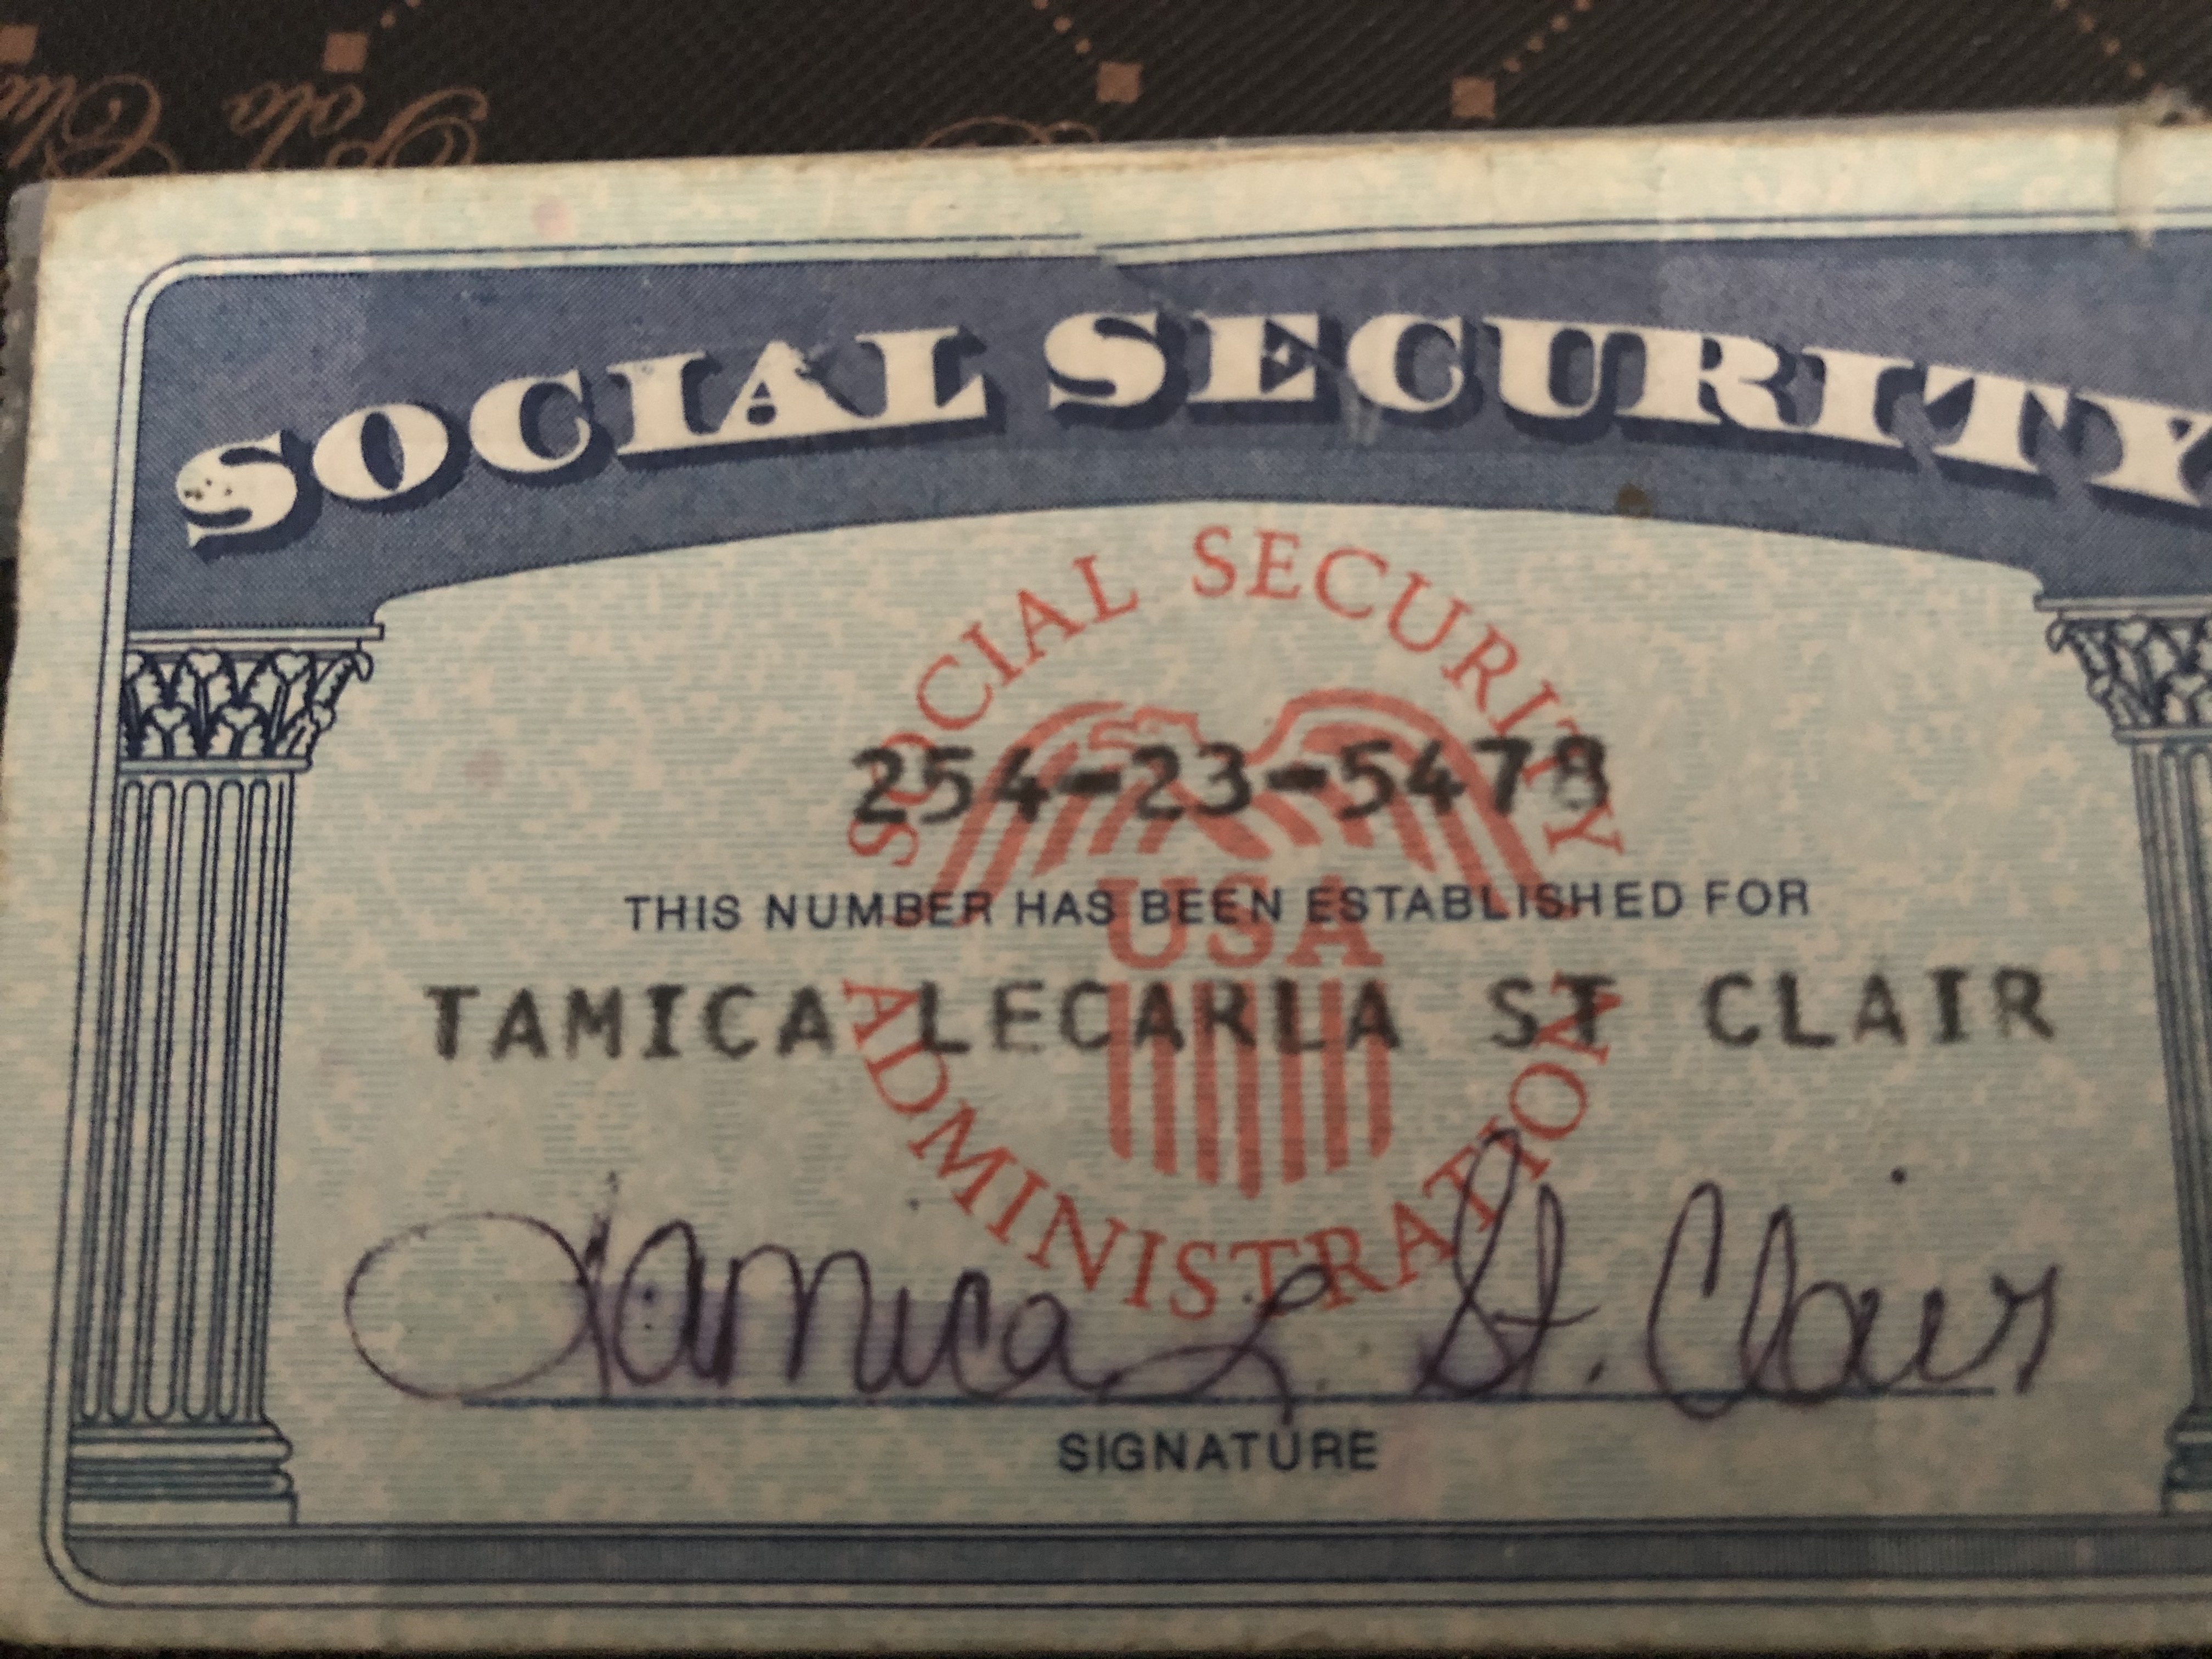 SOCIAL SECURITY
SOCIAL SECURITY
USA
THIS NUMBER HAS BEEN ESTABLISHED FOR
TAMICA LECARLA ST CLAIR
ADMINISTRATION
Tamica L St. Clair
SIGNATURE